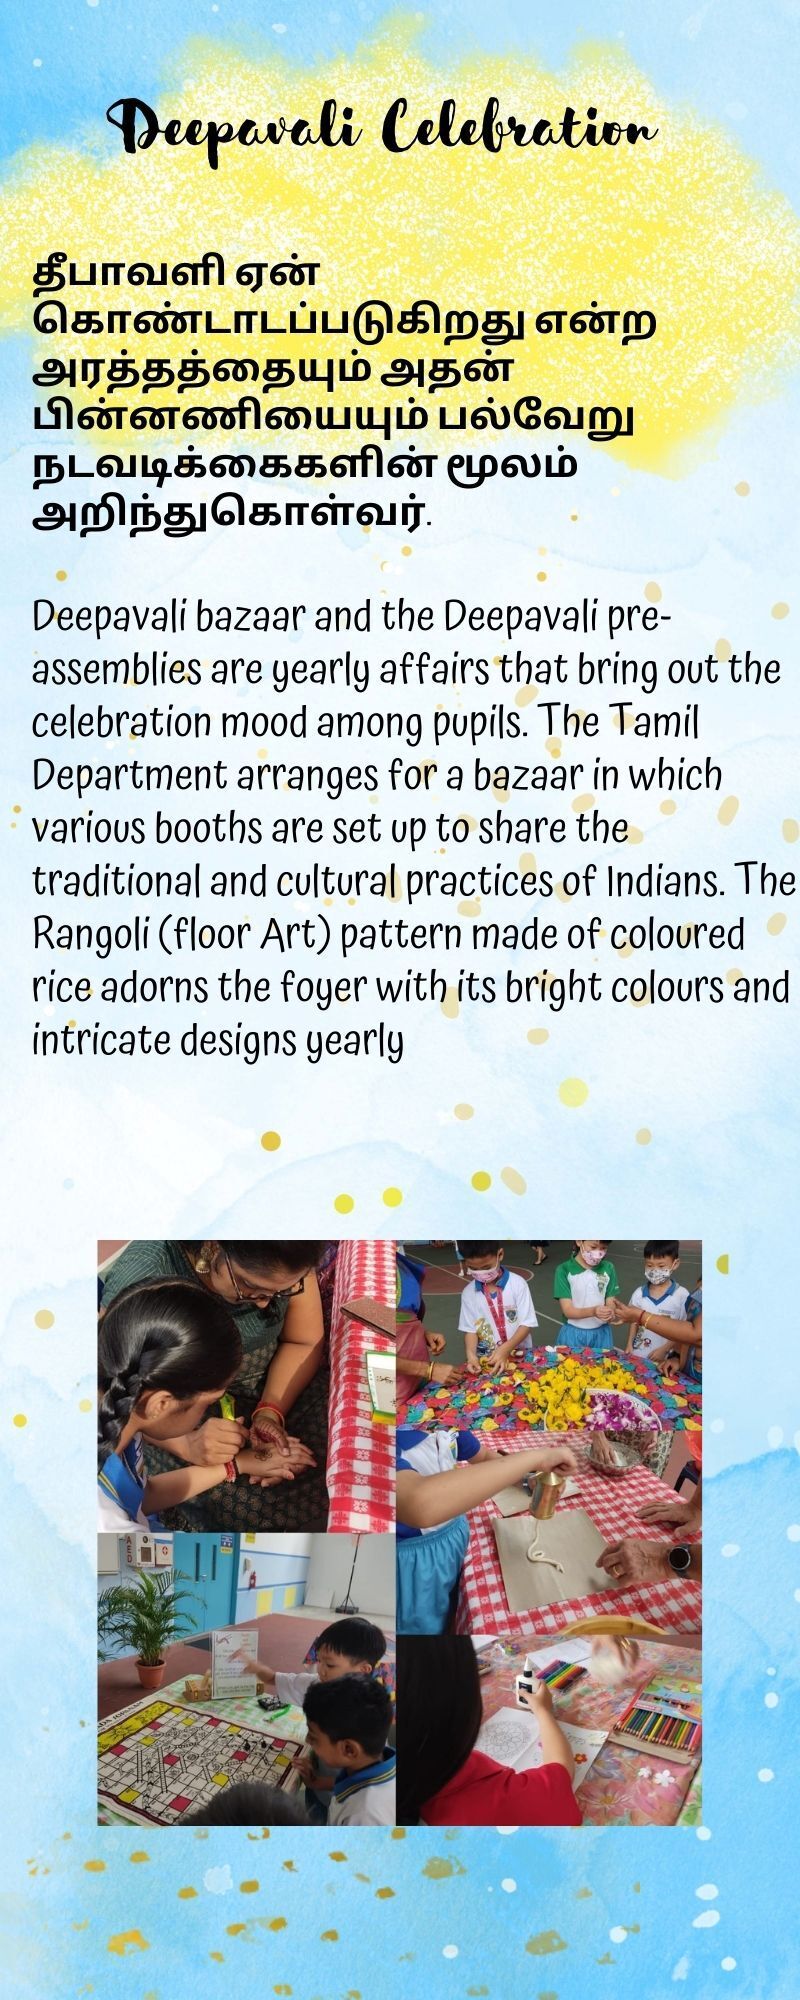 Deepavali Celebration
தீபாவளி ஏன்
கொண்டாடப்படுகிறது என்ற
அரத்தத்தையும் அதன்
பின்னணியையும் பல்வேறு
நடவடிக்கைகளின் மூலம்
அறிந்துகொள்வர்.
Deepavali bazaar and the Deepavali pre-
assemblies are yearly affairs that bring out the
celebration mood among pupils. The Tamil
Department arranges for a bazaar in which
various booths are set up to share the
traditional and cultural practices of Indians. The
Rangoli (floor Art) pattern made of coloured
rice adorns the foyer with its bright colours and
intricate designs yearly
AED